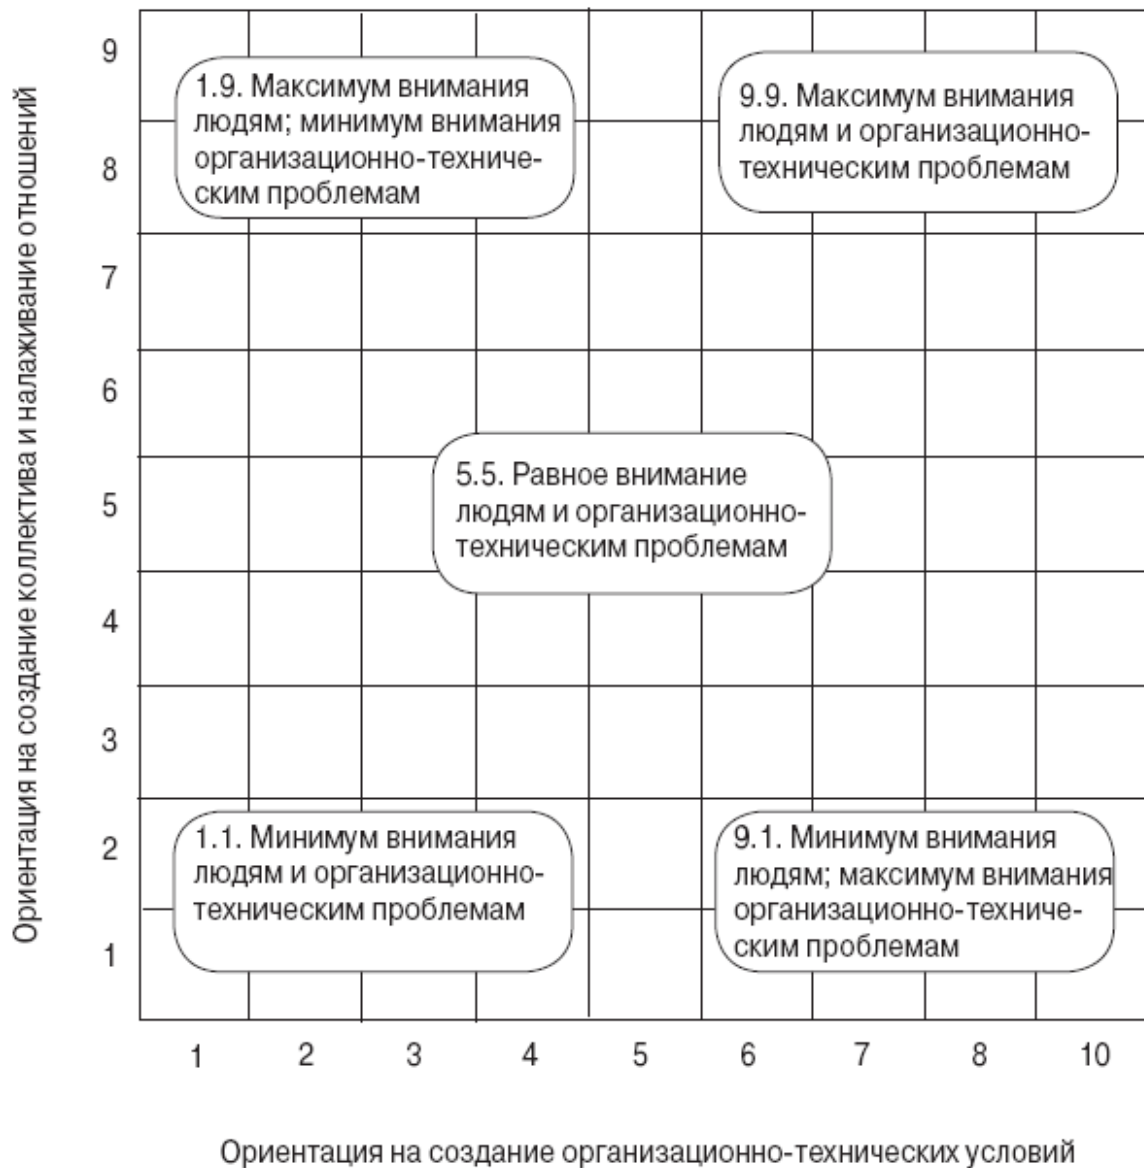 Ориентация на создание коллектива и налаживание отношений
9
8
7
6
5
4
3
2
1
1.9. Максимум внимания
людям; минимум внимания
организационно-техниче-
ским проблемам
9.9. Максимум внимания
людям и организационно-
техническим проблемам
5.5. Равное внимание
людям и организационно-
техническим проблемам
1.1. Минимум внимания
людям и организационно-
техническим проблемам
9.1. Минимум внимания
людям; максимум внимания
организационно-техниче-
ским проблемам
1 2 3 4 5 6 7 8 10
Ориентация на создание организационно-технических условий